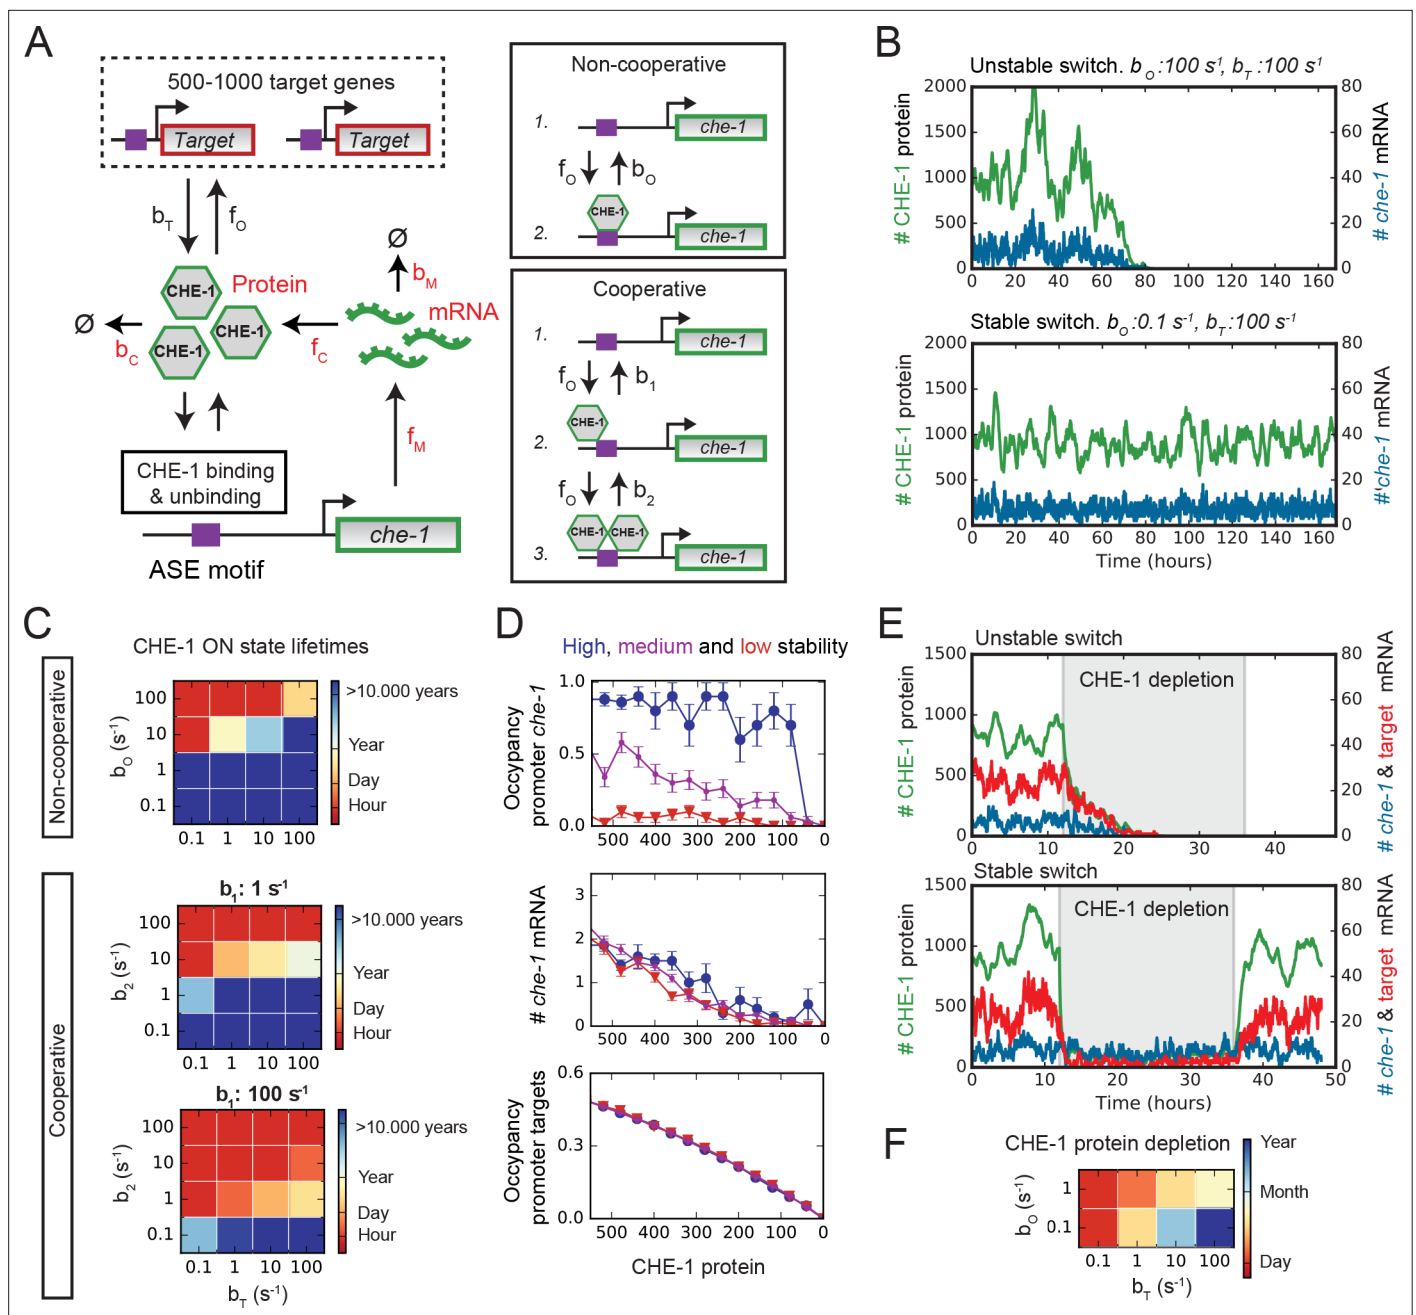 A
500-1000 target genes
Target
Target
b_T
f_O
Ø
b_M
CHE-1
Protein
CHE-1
CHE-1
mRNA
Ø
b_C
f_C
f_M
CHE-1 binding
& unbinding
che-1
ASE motif
Non-cooperative
1.
che-1
f_O
b_O
CHE-1
2.
che-1
Cooperative
1.
che-1
f_O
b_1
CHE-1
2.
che-1
f_O
b_2
CHE-1
CHE-1
3.
che-1
B
Unstable switch. b_O:100 s^-1, b_T:100 s^-1
# CHE-1 protein
2000
1500
1000
500
0
80
60
40
20
0
# che-1 mRNA
0 20 40 60 80 100 120 140 160
Stable switch. b_O:0.1 s^-1, b_T:100 s^-1
# CHE-1 protein
2000
1500
1000
500
0
80
60
40
20
0
#'che-1 mRNA
0 20 40 60 80 100 120 140 160
Time (hours)
C
CHE-1 ON state lifetimes
Non-cooperative
b_O (s^-1)
100
10
1
0.1
0.1 1 10 100
>10.000 years
Year
Day
Hour
Cooperative
b_1: 1 s^-1
b_2 (s^-1)
100
10
1
0.1
0.1 1 10 100
>10.000 years
Year
Day
Hour
b_1: 100 s^-1
b_2 (s^-1)
100
10
1
0.1
0.1 1 10 100
>10.000 years
Year
Day
Hour
b_T (s^-1)
D
High, medium and low stability
Occupancy
promoter che-1
1.0
0.5
0.0
500 400 300 200 100 0
# che-1 mRNA
3
2
1
0
500 400 300 200 100 0
Occupancy
promoter targets
0.6
0.3
0.0
500 400 300 200 100 0
CHE-1 protein
E
Unstable switch
CHE-1 depletion
# CHE-1 protein
1500
1000
500
0
80
60
40
20
0
# che-1 & target mRNA
0 10 20 30 40
Stable switch
CHE-1 depletion
# CHE-1 protein
1500
1000
500
0
80
60
40
20
0
# che-1 & target mRNA
0 10 20 30 40 50
Time (hours)
F
CHE-1 protein depletion
b_O (s^-1)
1
0.1
0.1 1 10 100
b_T (s^-1)
Year
Month
Day